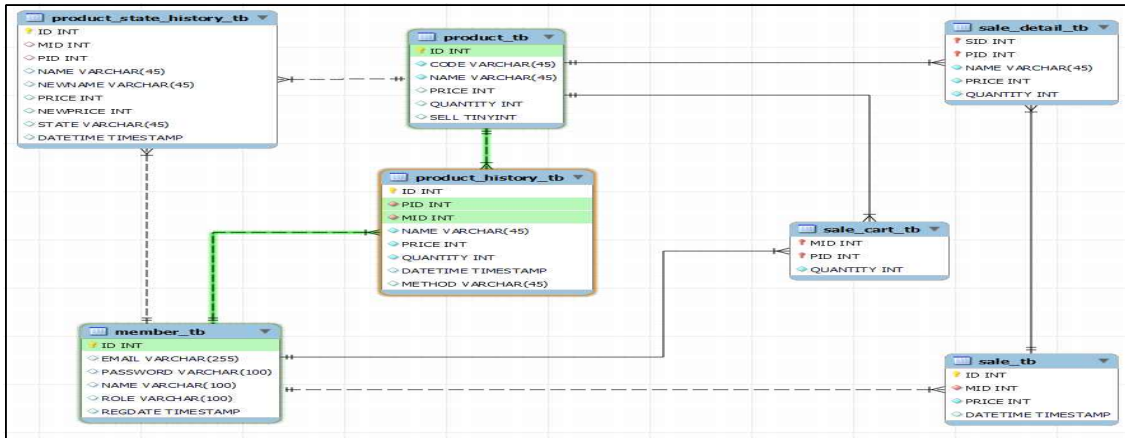 product_state_history_tb
ID INT
MID INT
PID INT
NAME VARCHAR(45)
NEWNAME VARCHAR(45)
PRICE INT
NEWPRICE INT
STATE VARCHAR(45)
DATETIME TIMESTAMP
product_tb
ID INT
CODE VARCHAR(45)
NAME VARCHAR(45)
PRICE INT
QUANTITY INT
SELL TINYINT
sale_detail_tb
SID INT
PID INT
NAME VARCHAR(45)
PRICE INT
QUANTITY INT
product_history_tb
ID INT
PID INT
MID INT
NAME VARCHAR(45)
PRICE INT
QUANTITY INT
DATETIME TIMESTAMP
METHOD VARCHAR(45)
sale_cart_tb
MID INT
PID INT
QUANTITY INT
member_tb
ID INT
EMAIL VARCHAR(255)
PASSWORD VARCHAR(100)
NAME VARCHAR(100)
ROLE VARCHAR(100)
REGDATE TIMESTAMP
sale_tb
ID INT
MID INT
PRICE INT
DATETIME TIMESTAMP